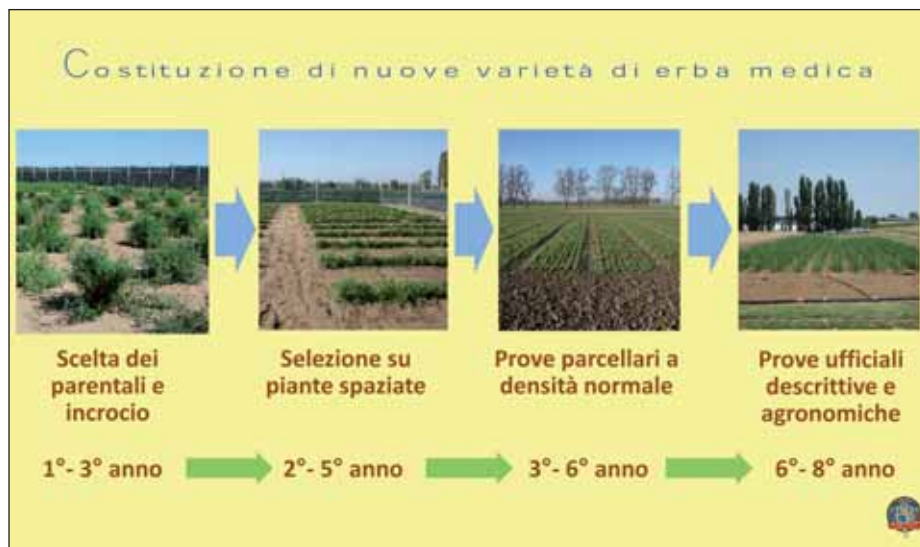 Costituzione di nuove varietà di erba medica
Scelta dei
parentali e
incrocio
Selezione su
piante spaziate
Prove parcellari a
densità normale
Prove ufficiali
descrittive e
agronomiche
1°- 3° anno
2°- 5° anno
3°- 6° anno
6°- 8° anno